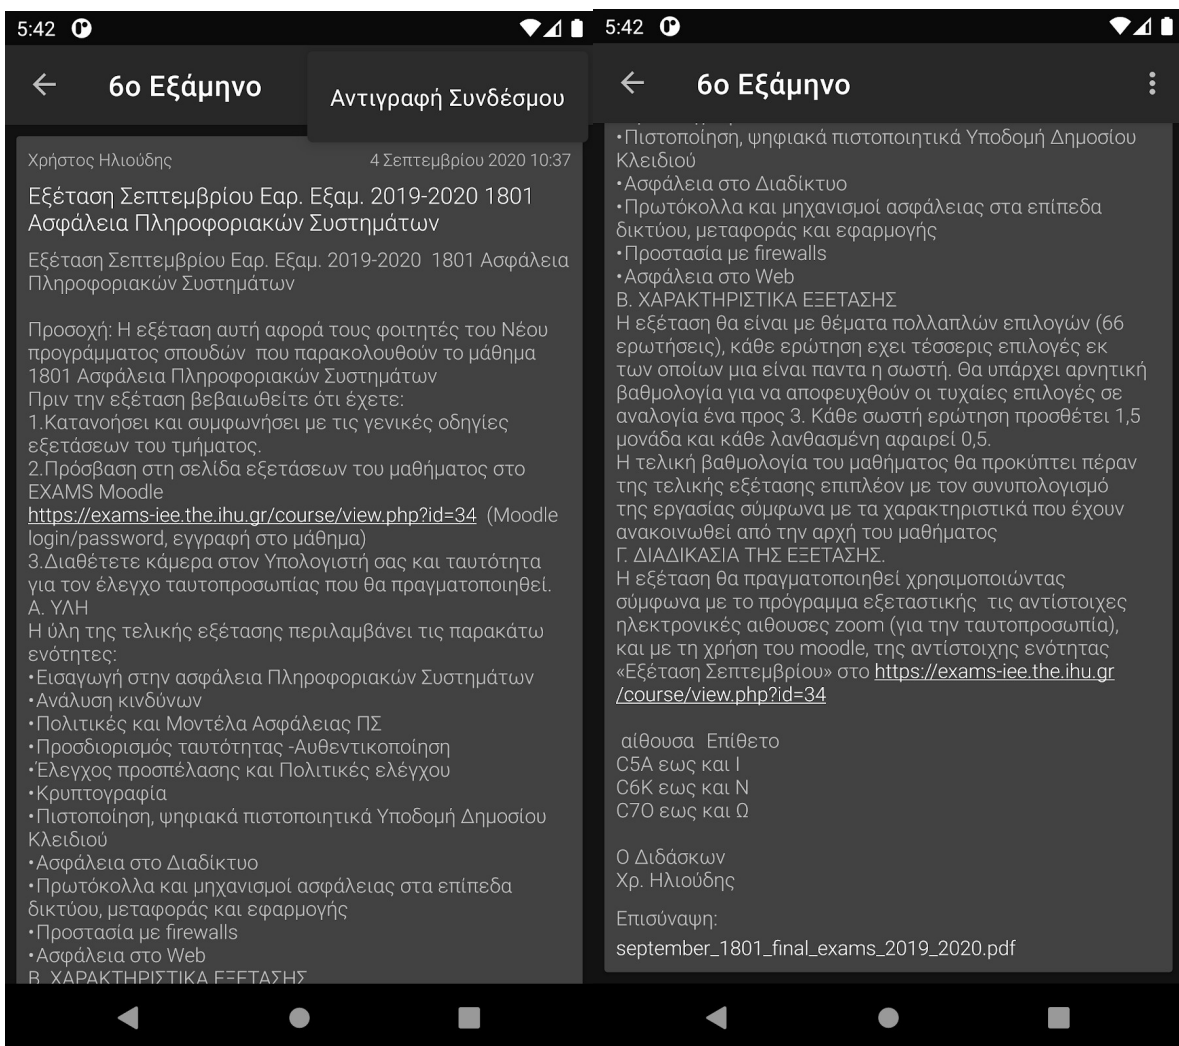 5:42
6ο Εξάμηνο
Αντιγραφή Συνδέσμου
Χρήστος Ηλιούδης
4 Σεπτεμβρίου 2020 10:37
Εξέταση Σεπτεμβρίου Εαρ. Εξαμ. 2019-2020 1801
Ασφάλεια Πληροφοριακών Συστημάτων
Εξέταση Σεπτεμβρίου Εαρ. Εξαμ. 2019-2020 1801 Ασφάλεια
Πληροφοριακών Συστημάτων
Προσοχή: Η εξέταση αυτή αφορά τους φοιτητές του Νέου
προγράμματος σπουδών που παρακολουθούν το μάθημα
1801 Ασφάλεια Πληροφοριακών Συστημάτων
Πριν την εξέταση βεβαιωθείτε ότι έχετε:
1.Κατανοήσει και συμφωνήσει με τις γενικές οδηγίες
εξετάσεων του τμήματος.
2.Πρόσβαση στη σελίδα εξετάσεων του μαθήματος στο
EXAMS Moodle
https://exams-iee.the.ihu.gr/course/view.php?id=34 (Moodle
login/password, εγγραφή στο μάθημα)
3.Διαθέτετε κάμερα στον Υπολογιστή σας και ταυτότητα
για τον έλεγχο ταυτοπροσωπίας που θα πραγματοποιηθεί.
Α. ΥΛΗ
Η ύλη της τελικής εξέτασης περιλαμβάνει τις παρακάτω
ενότητες:
•Εισαγωγή στην ασφάλεια Πληροφοριακών Συστημάτων
•Ανάλυση κινδύνων
•Πολιτικές και Μοντέλα Ασφάλειας ΠΣ
•Προσδιορισμός ταυτότητας -Αυθεντικοποίηση
•Έλεγχος προσπέλασης και Πολιτικές ελέγχου
•Κρυπτογραφία
•Πιστοποίηση, ψηφιακά πιστοποιητικά Υποδομή Δημοσίου
Κλειδιού
•Ασφάλεια στο Διαδίκτυο
•Πρωτόκολλα και μηχανισμοί ασφάλειας στα επίπεδα
δικτύου, μεταφοράς και εφαρμογής
•Προστασία με firewalls
•Ασφάλεια στο Web
Β. ΧΑΡΑΚΤΗΡΙΣΤΙΚΑ ΕΞΕΤΑΣΗΣ
5:42
6ο Εξάμηνο
•Πιστοποίηση, ψηφιακά πιστοποιητικά Υποδομή Δημοσίου
Κλειδιού
•Ασφάλεια στο Διαδίκτυο
•Πρωτόκολλα και μηχανισμοί ασφάλειας στα επίπεδα
δικτύου, μεταφοράς και εφαρμογής
•Προστασία με firewalls
•Ασφάλεια στο Web
Β. ΧΑΡΑΚΤΗΡΙΣΤΙΚΑ ΕΞΕΤΑΣΗΣ
Η εξέταση θα είναι με θέματα πολλαπλών επιλογών (66
ερωτήσεις), κάθε ερώτηση εχει τέσσερις επιλογές εκ
των οποίων μια είναι παντα η σωστή. Θα υπάρχει αρνητική
βαθμολογία για να αποφευχθούν οι τυχαίες επιλογές σε
αναλογία ένα προς 3. Κάθε σωστή ερώτηση προσθέτει 1,5
μονάδα και κάθε λανθασμένη αφαιρεί 0,5.
Η τελική βαθμολογία του μαθήματος θα προκύπτει πέραν
της τελικής εξέτασης επιπλέον με τον συνυπολογισμό
της εργασίας σύμφωνα με τα χαρακτηριστικά που έχουν
ανακοινωθεί από την αρχή του μαθήματος
Γ. ΔΙΑΔΙΚΑΣΙΑ ΤΗΣ ΕΞΕΤΑΣΗΣ.
Η εξέταση θα πραγματοποιηθεί χρησιμοποιώντας
σύμφωνα με το πρόγραμμα εξεταστικής τις αντίστοιχες
ηλεκτρονικές αιθουσες zoom (για την ταυτοπροσωπία),
και με τη χρήση του moodle, της αντίστοιχης ενότητας
«Εξέταση Σεπτεμβρίου» στο https://exams-iee.the.ihu.gr
/course/view.php?id=34
αίθουσα Επίθετο
C5Α εως και Ι
C6Κ εως και Ν
C7Ο εως και Ω
Ο Διδάσκων
Χρ. Ηλιούδης
Επισύναψη:
september_1801_final_exams_2019_2020.pdf